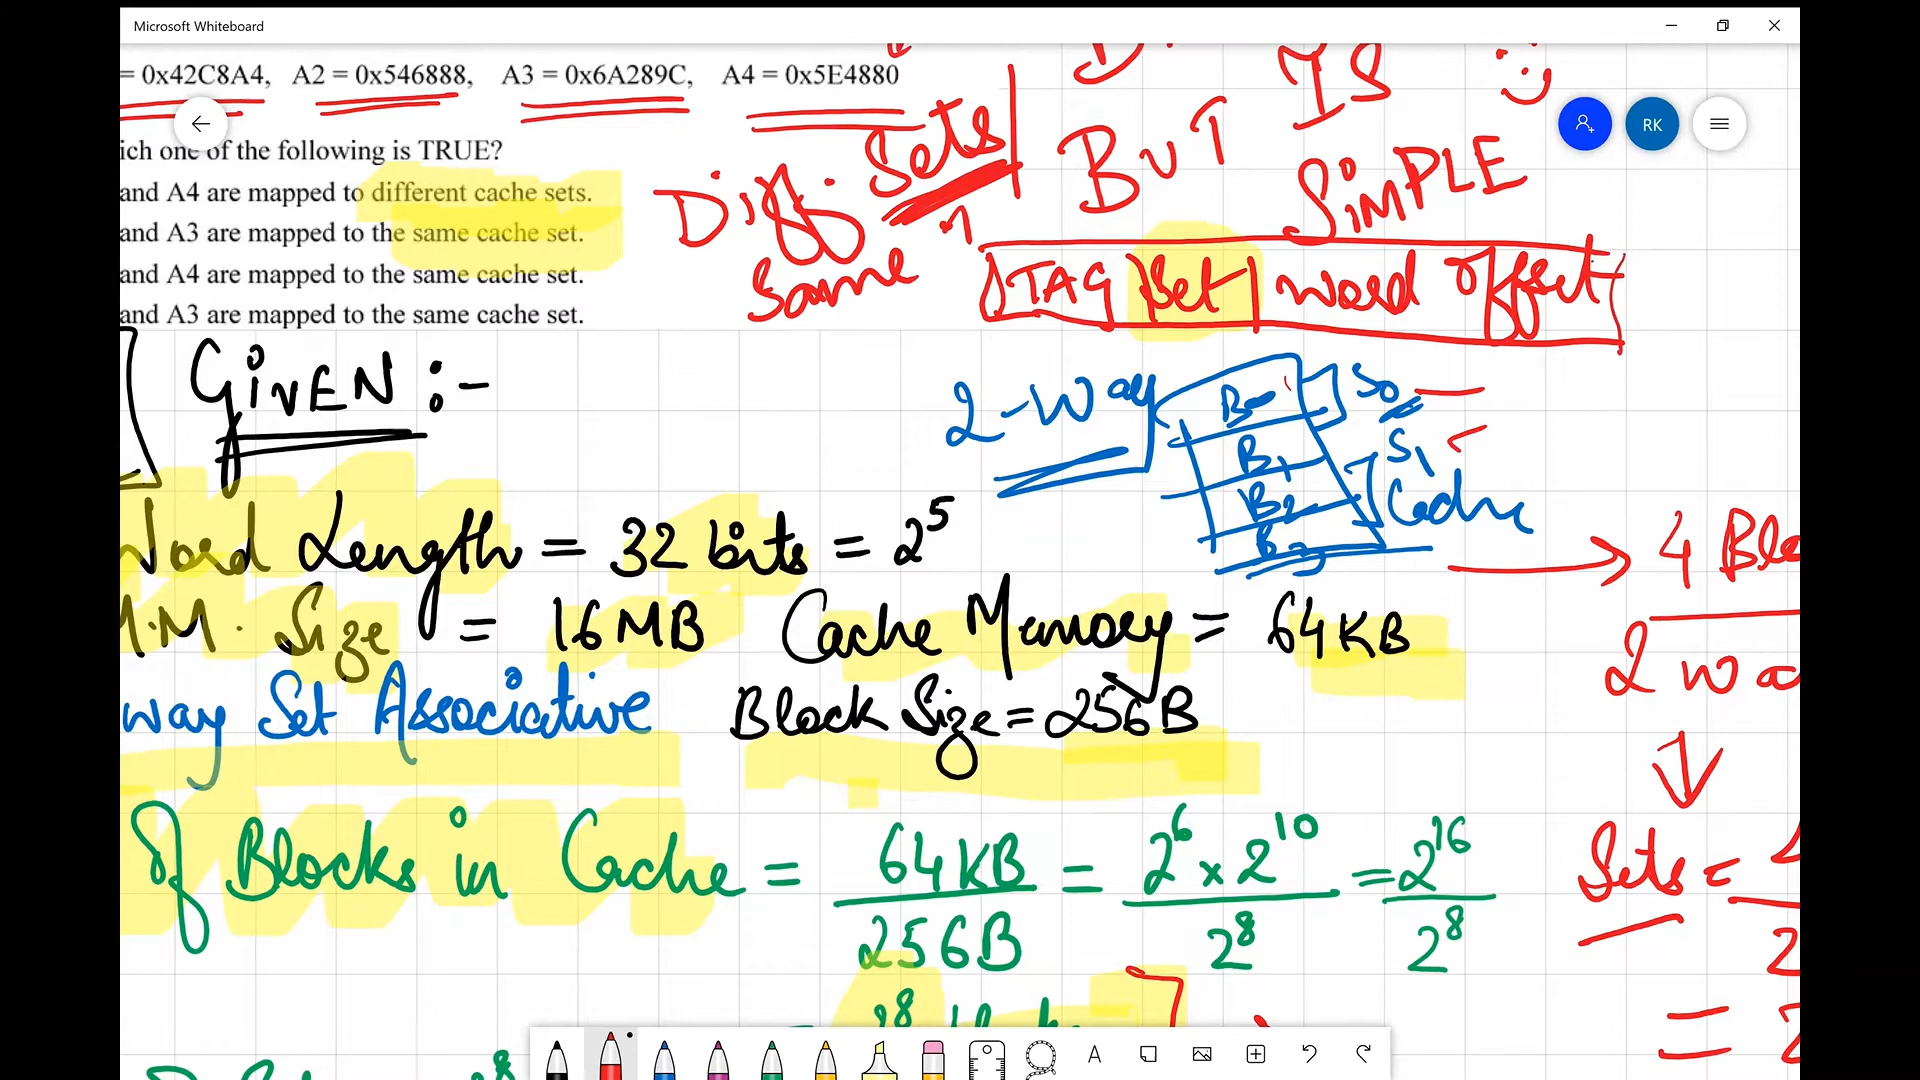 Microsoft Whiteboard
= 0x42C8A4, A2 = 0x546888, A3 = 0x6A289C, A4 = 0x5E4880
ich one of the following is TRUE?
and A4 are mapped to different cache sets.
and A3 are mapped to the same cache set.
and A4 are mapped to the same cache set.
and A3 are mapped to the same cache set.
Diff. Sets
Same
BUT IS
SiMPLE
RK
TAG Set word offset
GiVEN :-
2-Way
B0 S0
B1 S1
B2 Cache
B3
Word Length = 32 bits = 2^5
4 Blo
M.M. Size = 16MB Cache Memory = 64KB
2 wa
way Set Associative Block Size = 256B
of Blocks in Cache = 64KB / 256B = 2^6 x 2^10 / 2^8 = 2^16 / 2^8
Sets =
2
= 2
A